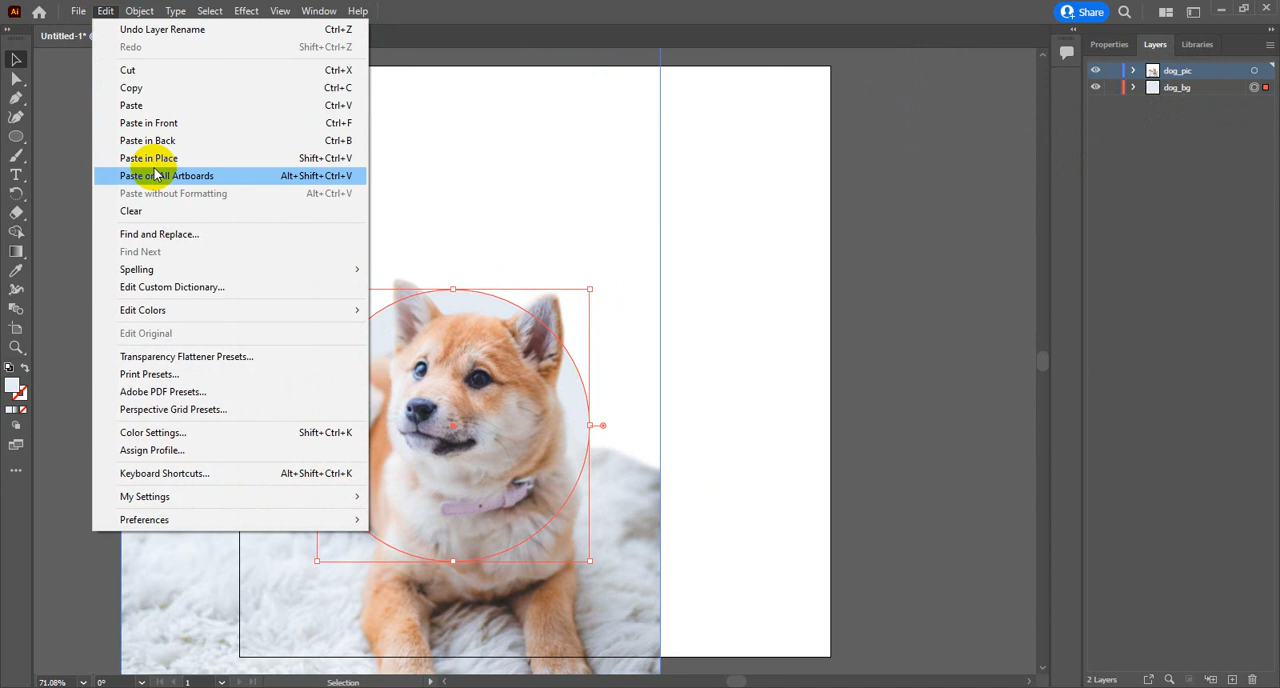 Ai File Edit Object Type Select Effect View Window Help Share
Untitled-1*
Undo Layer Rename Ctrl+Z
Redo Shift+Ctrl+Z
Cut Ctrl+X
Copy Ctrl+C
Paste Ctrl+V
Paste in Front Ctrl+F
Paste in Back Ctrl+B
Paste in Place Shift+Ctrl+V
Paste on All Artboards Alt+Shift+Ctrl+V
Paste without Formatting Alt+Ctrl+V
Clear
Find and Replace...
Find Next
Spelling
Edit Custom Dictionary...
Edit Colors
Edit Original
Transparency Flattener Presets...
Print Presets...
Adobe PDF Presets...
Perspective Grid Presets...
Color Settings... Shift+Ctrl+K
Assign Profile...
Keyboard Shortcuts... Alt+Shift+Ctrl+K
My Settings
Preferences
Properties Layers Libraries
dog_pic
dog_bg
71.08% 0° 1 Selection
2 Layers